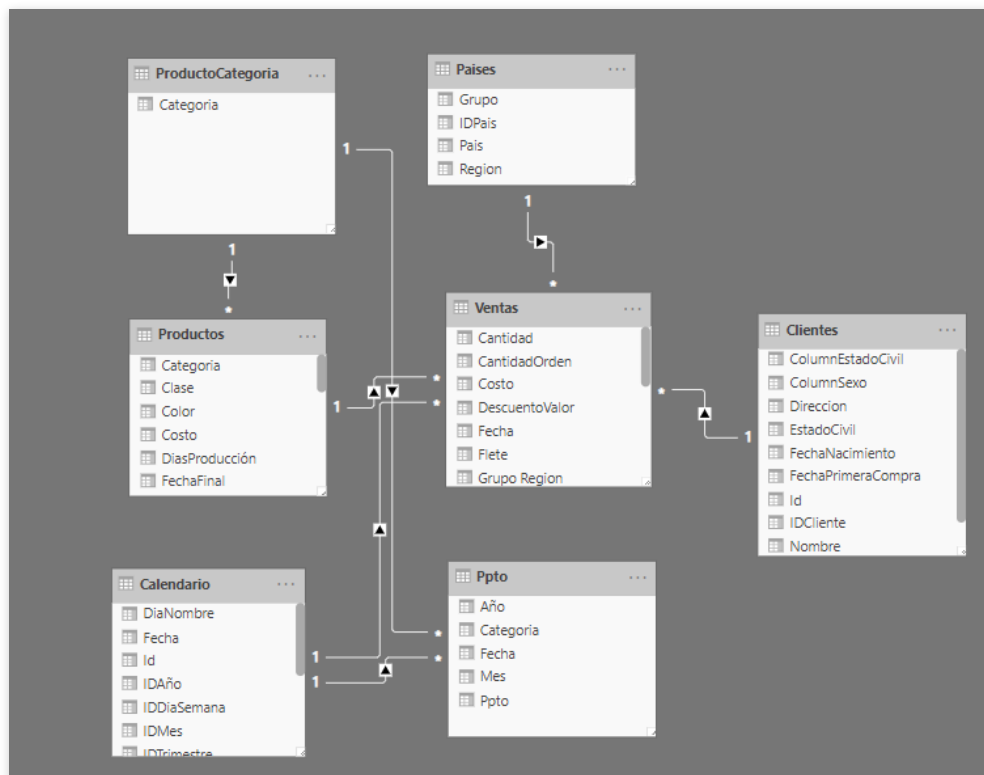 ProductoCategoria
Categoria
Paises
Grupo
IDPais
Pais
Region
1
1
1
*
*
Productos
Categoria
Clase
Color
Costo
DiasProducción
FechaFinal
1
Ventas
Cantidad
CantidadOrden
Costo
DescuentoValor
Fecha
Flete
Grupo Region
*
*
*
1
Clientes
ColumnEstadoCivil
ColumnSexo
Direccion
EstadoCivil
FechaNacimiento
FechaPrimeraCompra
Id
IDCliente
Nombre
Calendario
DiaNombre
Fecha
Id
IDAño
IDDiaSemana
IDMes
IDTrimestre
1
1
*
*
Ppto
Año
Categoria
Fecha
Mes
Ppto